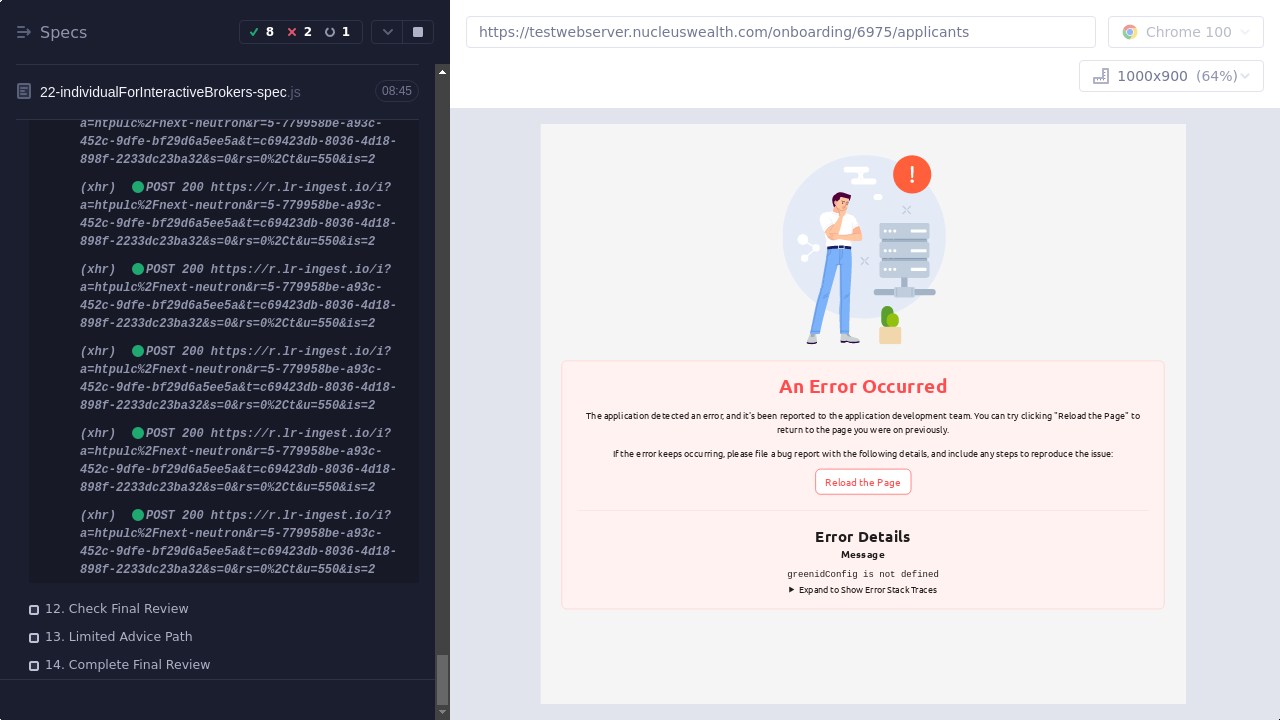 Specs
8
2
1
https://testwebserver.nucleuswealth.com/onboarding/6975/applicants
Chrome 100
1000x900 (64%)
22-individualForInteractiveBrokers-spec.js
08:45
a=htpulc%2Fnext-neutron&r=5-779958be-a93c-
452c-9dfe-bf29d6a5ee5a&t=c69423db-8036-4d18-
898f-2233dc23ba32&s=0&rs=0%2Ct&u=550&is=2
(xhr) POST 200 https://r.lr-ingest.io/i?
a=htpulc%2Fnext-neutron&r=5-779958be-a93c-
452c-9dfe-bf29d6a5ee5a&t=c69423db-8036-4d18-
898f-2233dc23ba32&s=0&rs=0%2Ct&u=550&is=2
(xhr) POST 200 https://r.lr-ingest.io/i?
a=htpulc%2Fnext-neutron&r=5-779958be-a93c-
452c-9dfe-bf29d6a5ee5a&t=c69423db-8036-4d18-
898f-2233dc23ba32&s=0&rs=0%2Ct&u=550&is=2
(xhr) POST 200 https://r.lr-ingest.io/i?
a=htpulc%2Fnext-neutron&r=5-779958be-a93c-
452c-9dfe-bf29d6a5ee5a&t=c69423db-8036-4d18-
898f-2233dc23ba32&s=0&rs=0%2Ct&u=550&is=2
(xhr) POST 200 https://r.lr-ingest.io/i?
a=htpulc%2Fnext-neutron&r=5-779958be-a93c-
452c-9dfe-bf29d6a5ee5a&t=c69423db-8036-4d18-
898f-2233dc23ba32&s=0&rs=0%2Ct&u=550&is=2
(xhr) POST 200 https://r.lr-ingest.io/i?
a=htpulc%2Fnext-neutron&r=5-779958be-a93c-
452c-9dfe-bf29d6a5ee5a&t=c69423db-8036-4d18-
898f-2233dc23ba32&s=0&rs=0%2Ct&u=550&is=2
12. Check Final Review
13. Limited Advice Path
14. Complete Final Review
!
An Error Occurred
The application detected an error, and it's been reported to the application development team. You can try clicking "Reload the Page" to
return to the page you were on previously.
If the error keeps occurring, please file a bug report with the following details, and include any steps to reproduce the issue:
Reload the Page
Error Details
Message
greenidConfig is not defined
Expand to Show Error Stack Traces